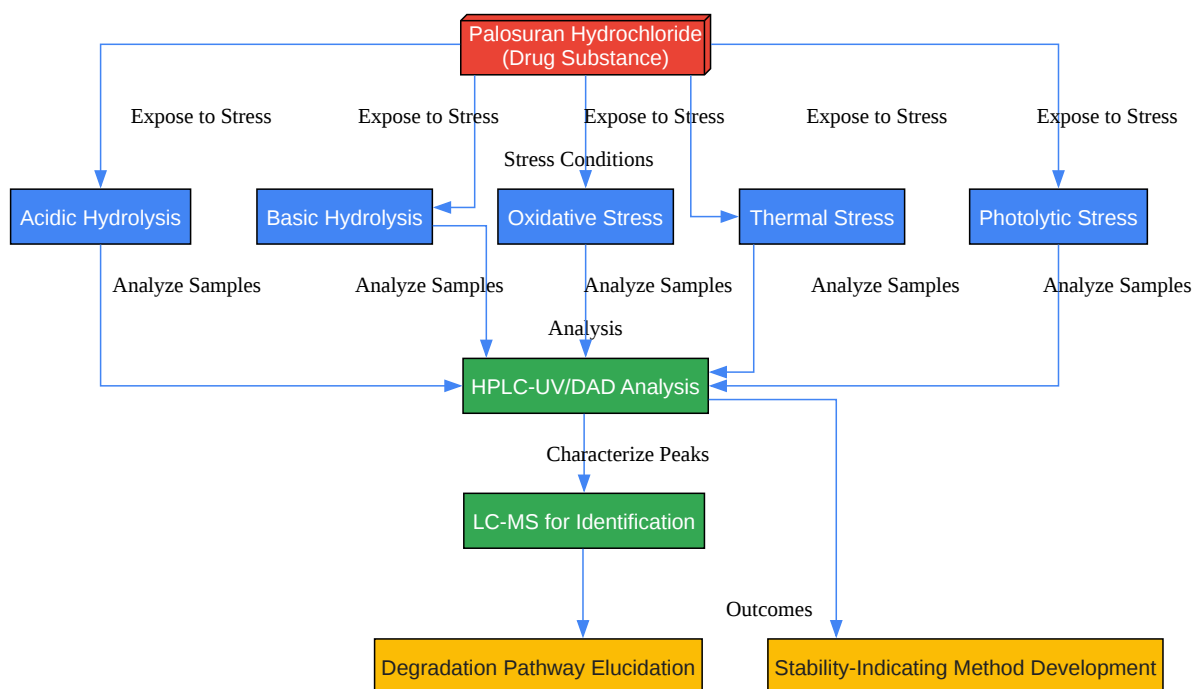 Palosuran Hydrochloride
(Drug Substance)
Expose to Stress
Expose to Stress
Expose to Stress
Expose to Stress
Expose to Stress
Stress Conditions
Acidic Hydrolysis
Basic Hydrolysis
Oxidative Stress
Thermal Stress
Photolytic Stress
Analyze Samples
Analyze Samples
Analyze Samples
Analyze Samples
Analyze Samples
Analysis
HPLC-UV/DAD Analysis
Characterize Peaks
LC-MS for Identification
Outcomes
Degradation Pathway Elucidation
Stability-Indicating Method Development